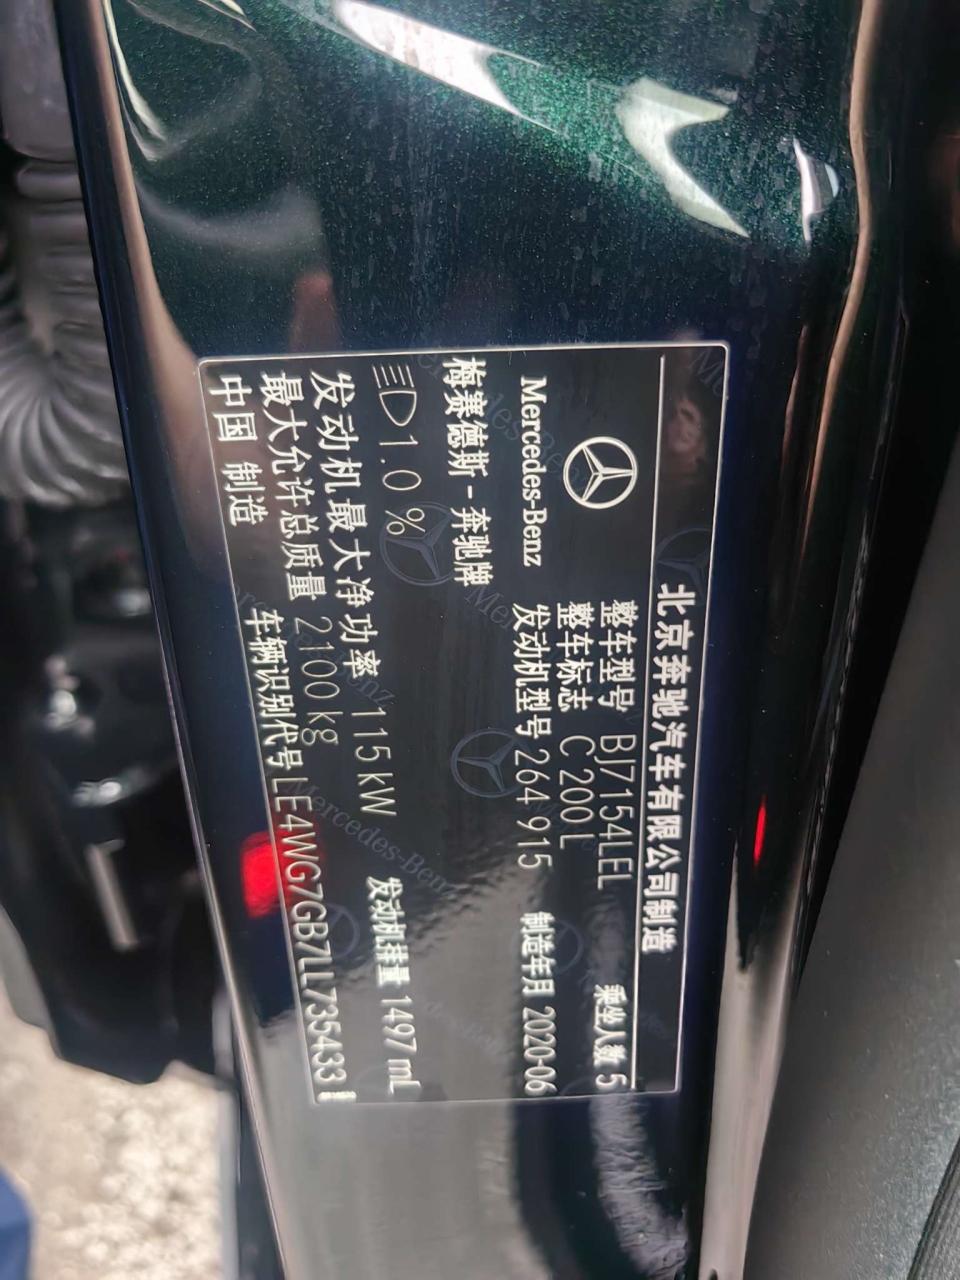 北京奔驰汽车有限公司制造
Mercedes-Benz
整车型号 BJ7154LEL
乘坐人数 5
整车标志 C 200 L
梅赛德斯-奔驰牌
发动机型号 264 915
制造年月 2020-06
1.0 %
发动机最大净功率 115 kW
发动机排量 1497 mL
最大允许总质量 2100 kg
中国 制造
车辆识别代号 LE4WG7GB7LL735433